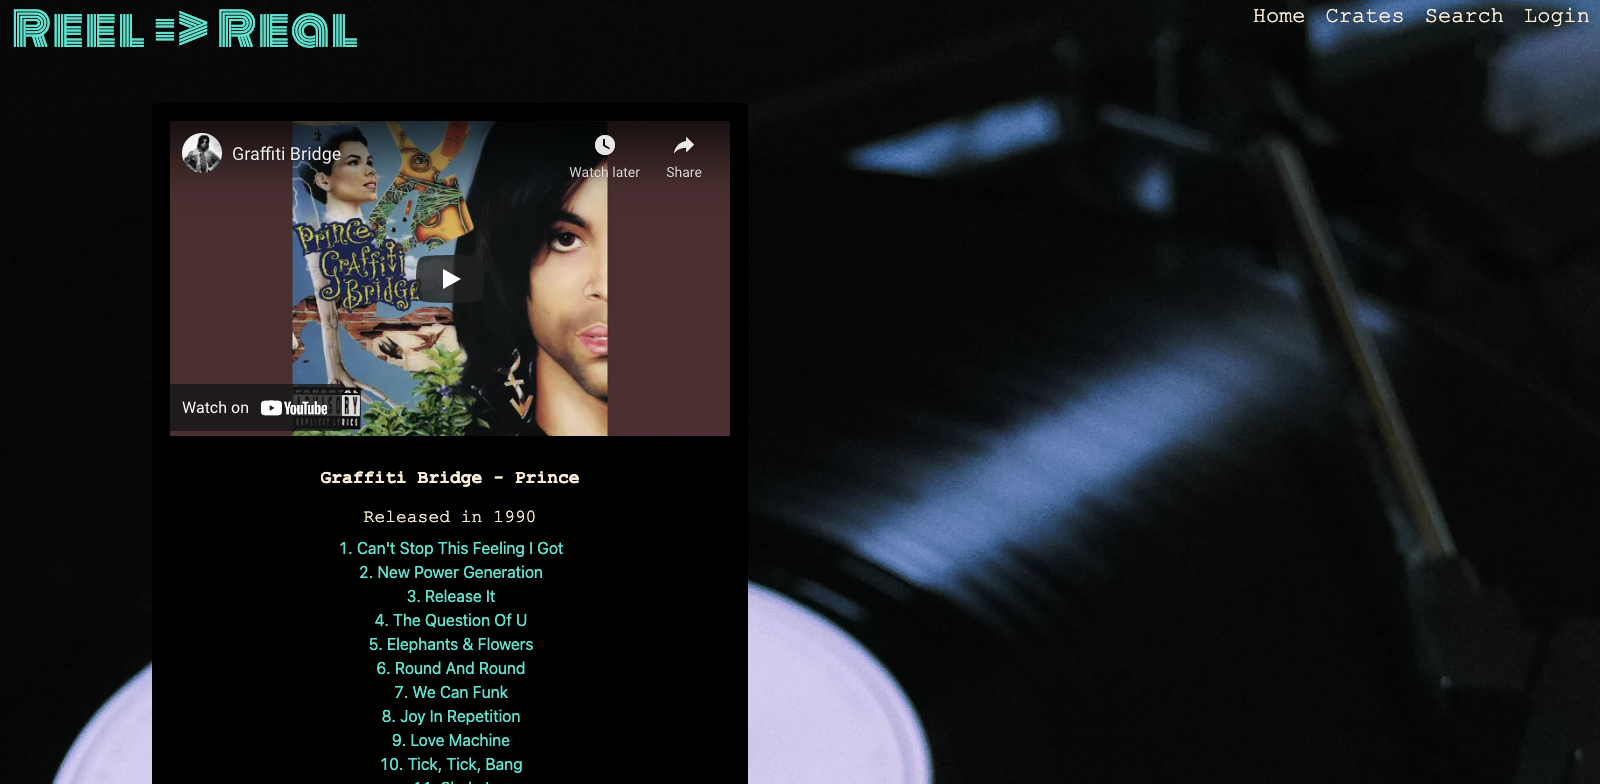 REEL => REAL
Home Crates Search Login
Graffiti Bridge
Watch later
Share
Prince
Graffiti
Bridge
Watch on YouTube
EXPLICIT LYRICS
Graffiti Bridge - Prince
Released in 1990
1. Can't Stop This Feeling I Got
2. New Power Generation
3. Release It
4. The Question Of U
5. Elephants & Flowers
6. Round And Round
7. We Can Funk
8. Joy In Repetition
9. Love Machine
10. Tick, Tick, Bang